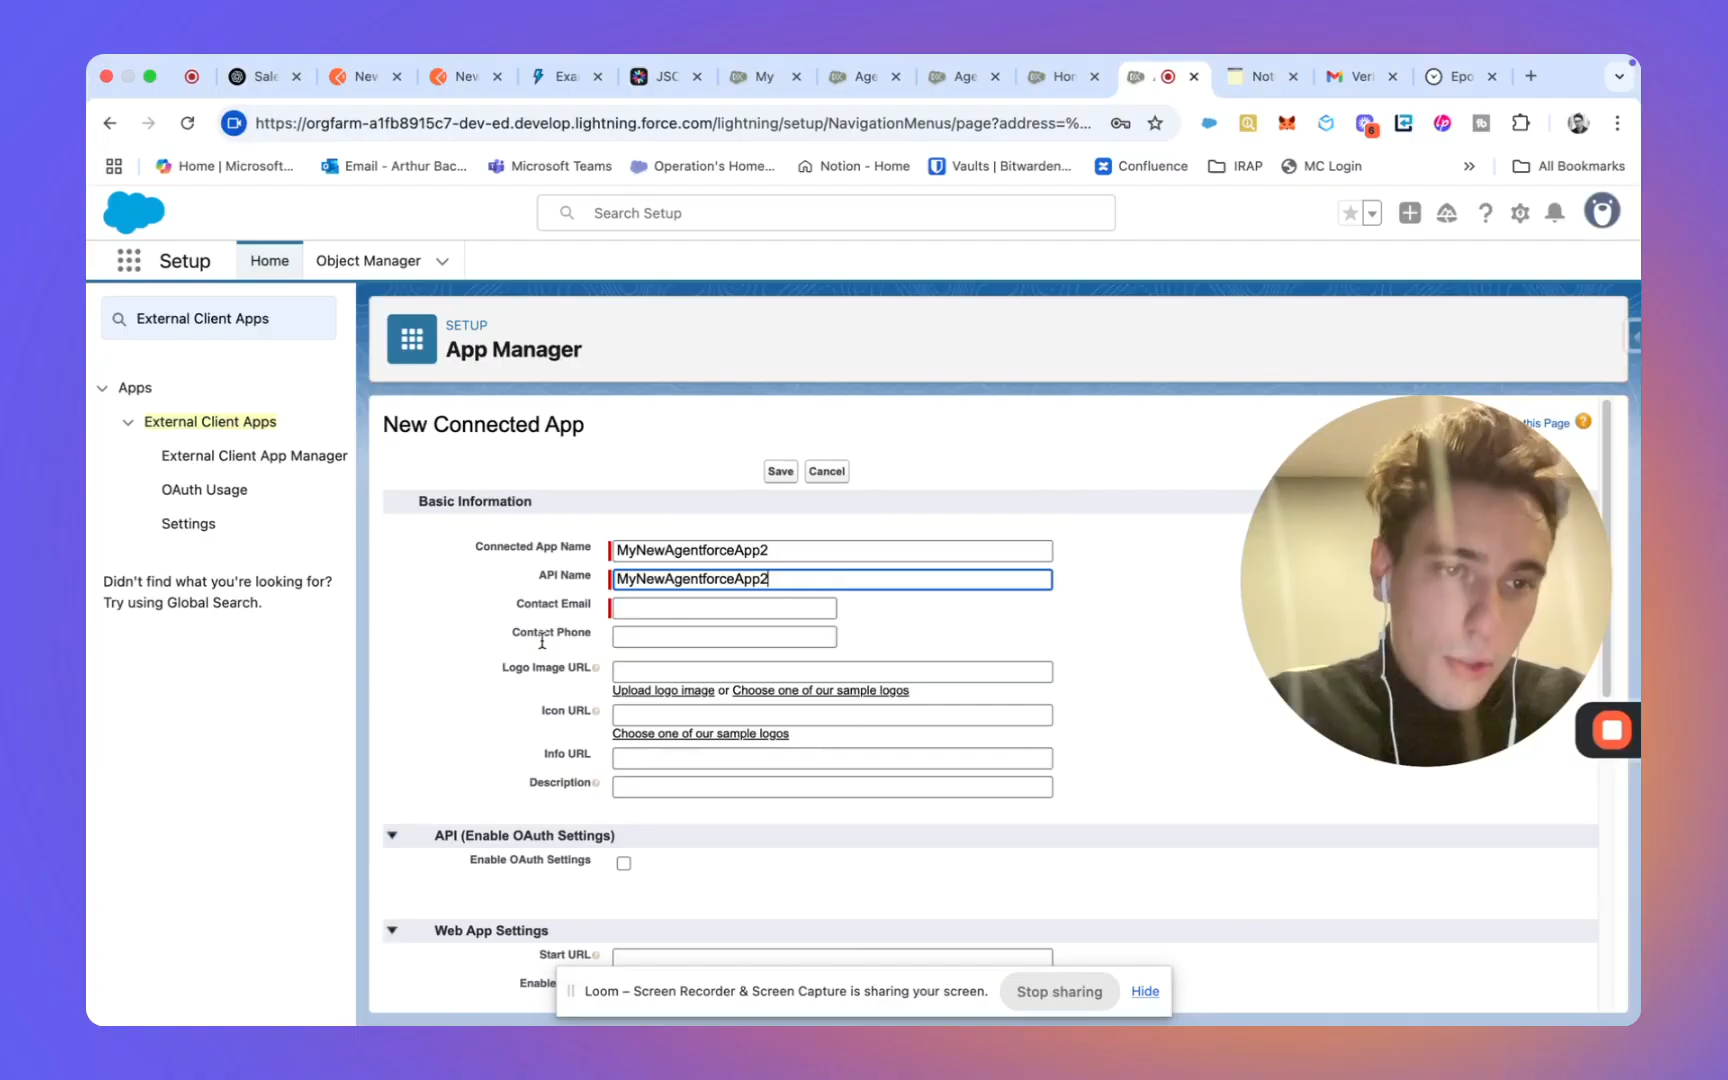 Sale
New
New
Exa
JSC
My
Age
Age
Hor
Not
Veri
Epo
https://orgfarm-a1fb8915c7-dev-ed.develop.lightning.force.com/lightning/setup/NavigationMenus/page?address=%...
6
Home | Microsoft...
Email - Arthur Bac...
Microsoft Teams
Operation's Home...
Notion - Home
Vaults | Bitwarden...
Confluence
IRAP
MC Login
»
All Bookmarks
Search Setup
Setup
Home
Object Manager
External Client Apps
SETUP
App Manager
Apps
External Client Apps
External Client App Manager
OAuth Usage
Settings
Didn't find what you're looking for?
Try using Global Search.
New Connected App
this Page ?
Save Cancel
Basic Information
Connected App Name MyNewAgentforceApp2
API Name MyNewAgentforceApp2
Contact Email
Contact Phone
Logo Image URL
Upload logo image or Choose one of our sample logos
Icon URL
Choose one of our sample logos
Info URL
Description
API (Enable OAuth Settings)
Enable OAuth Settings
Web App Settings
Start URL
Enable
Loom – Screen Recorder & Screen Capture is sharing your screen. Stop sharing Hide